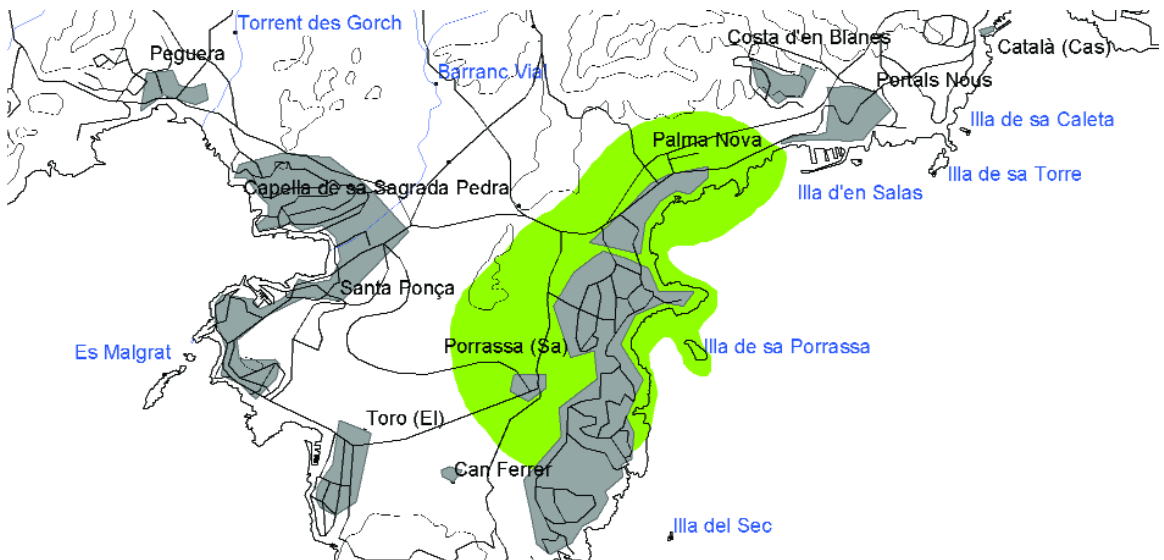 Torrent des Gorch
Peguera
Costa d'en Blanes
Català (Cas)
Barranc Vial
Portals Nous
Illa de sa Caleta
Palma Nova
Illa de sa Torre
Capella de sa Sagrada Pedra
Illa d'en Salas
Santa Ponça
Es Malgrat
Porrassa (Sa)
Illa de sa Porrassa
Toro (El)
Can Ferrer
Illa del Sec